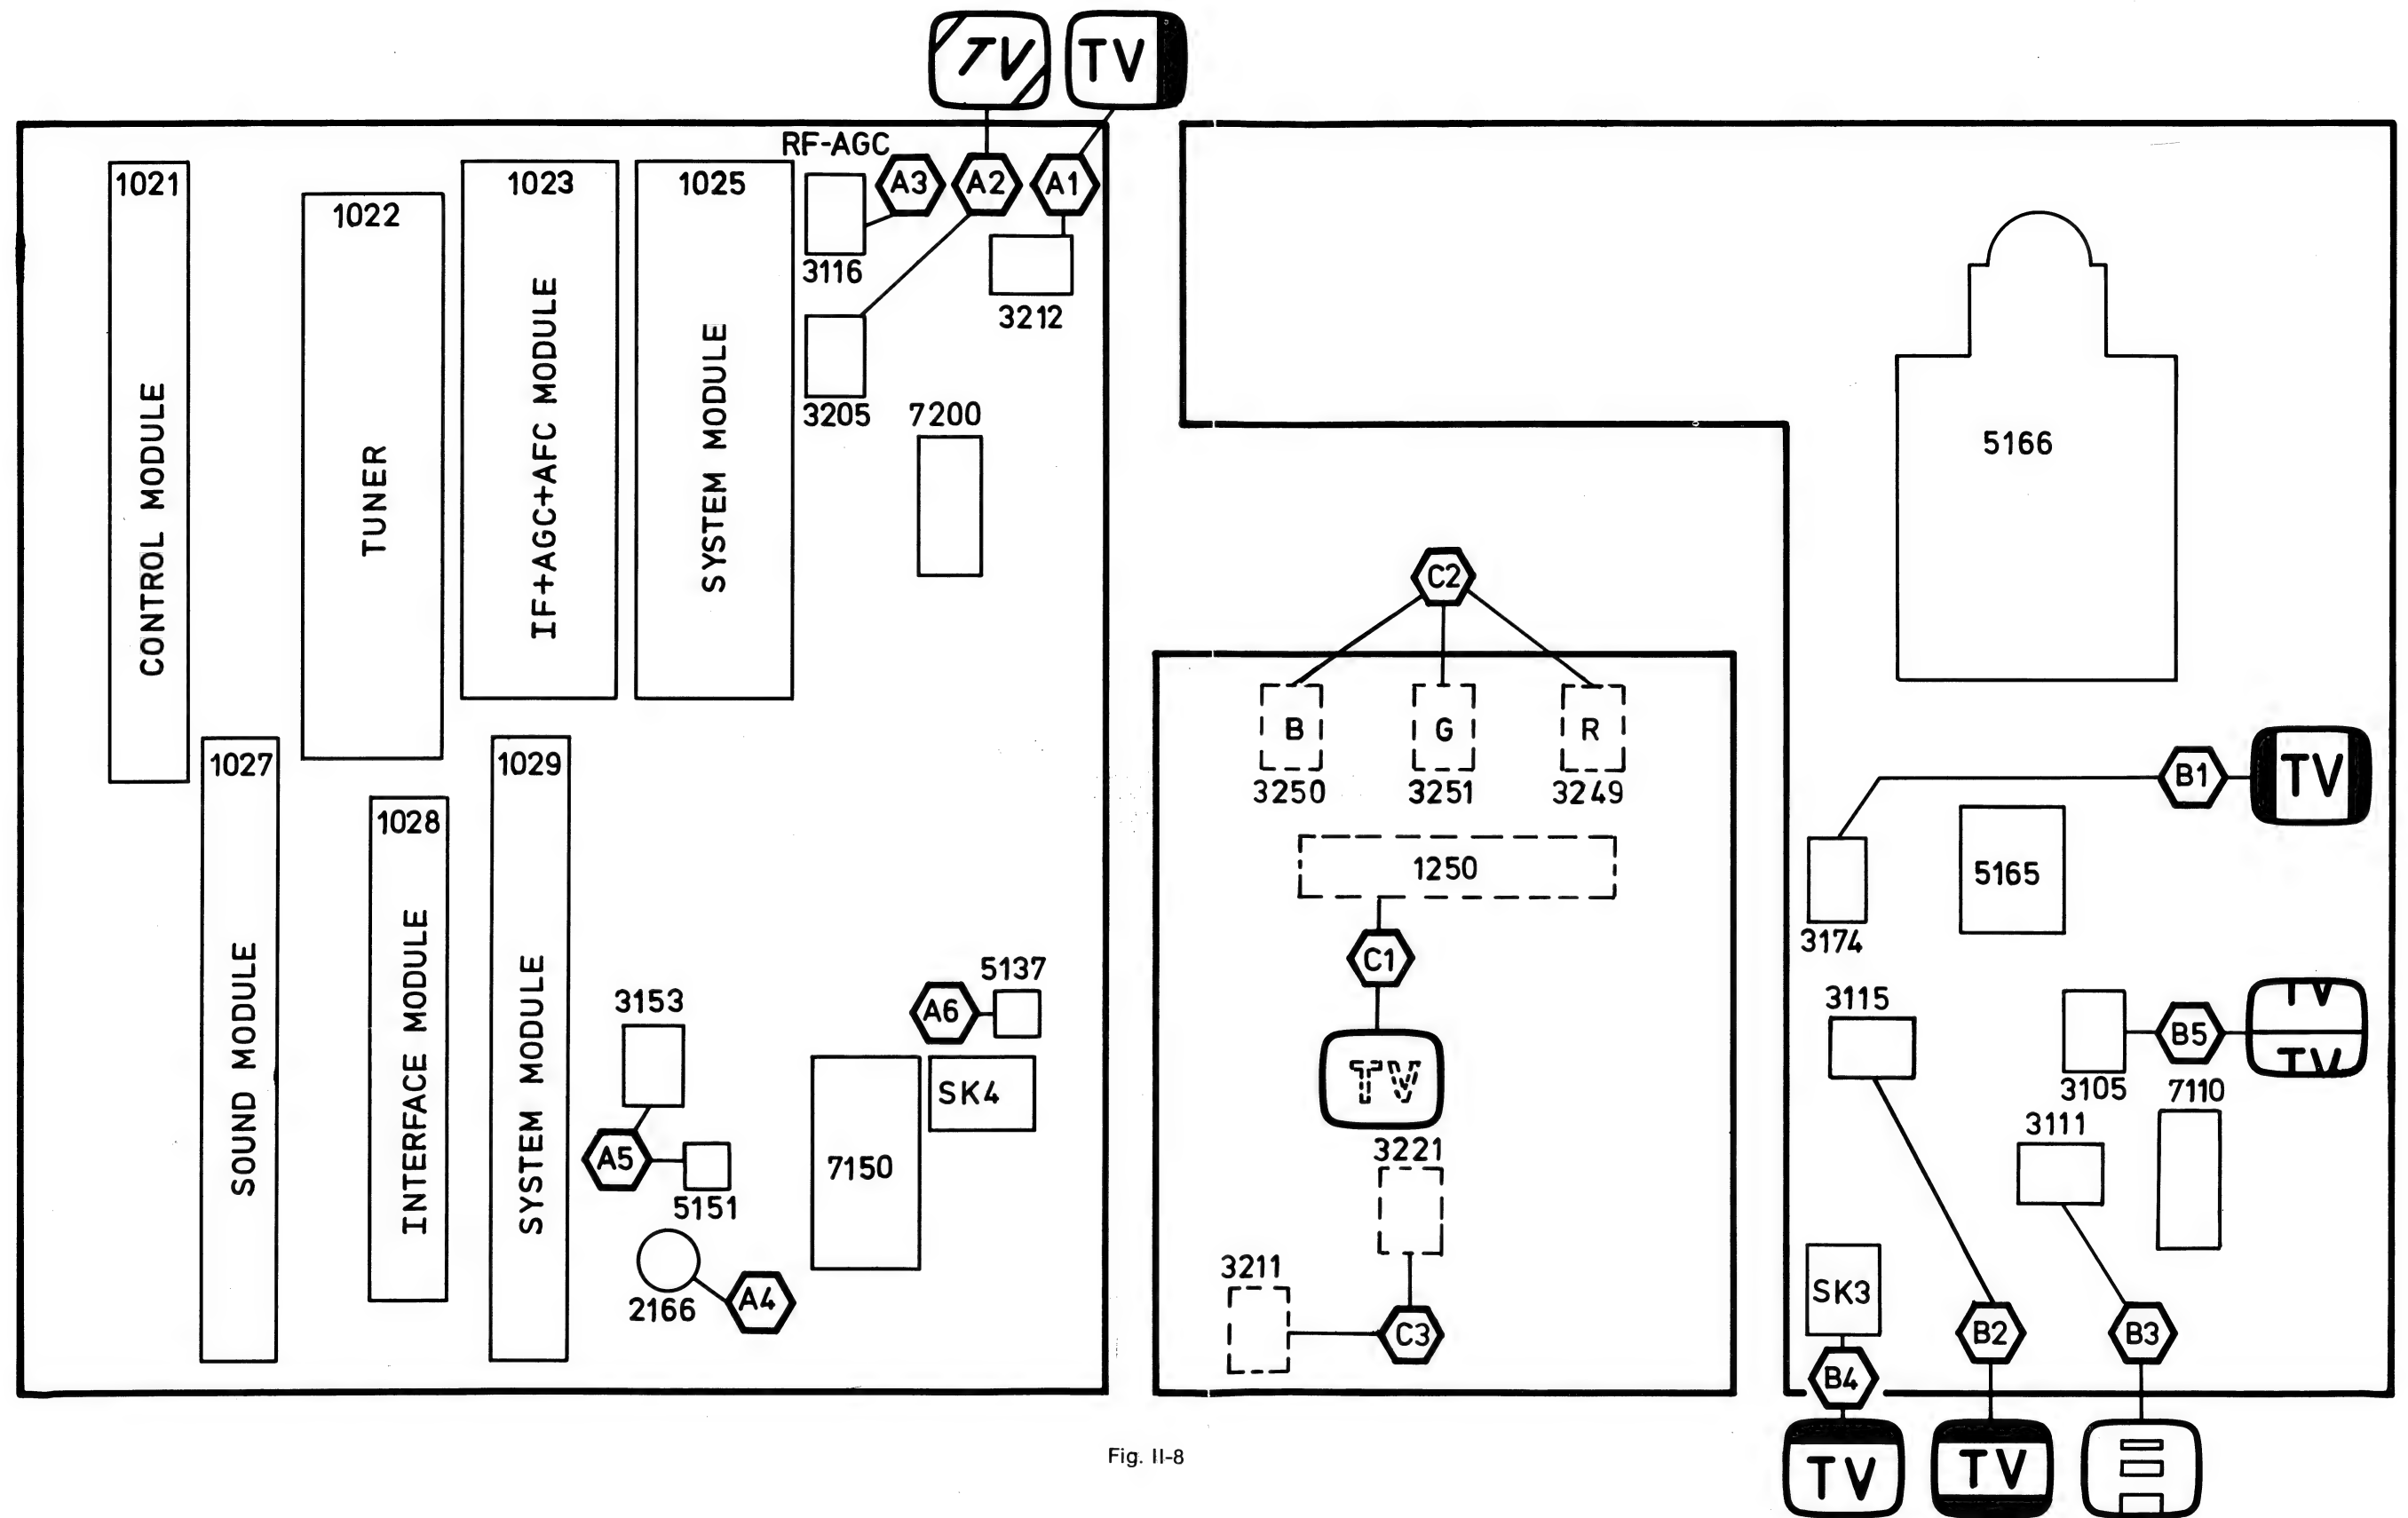 TV
TV
RF-AGC
A3
A2
A1
3116
3212
3205
7200
1021
CONTROL MODULE
1022
TUNER
1023
IF+AGC+AFC MODULE
1025
SYSTEM MODULE
1027
SOUND MODULE
1028
INTERFACE MODULE
1029
SYSTEM MODULE
3153
A5
5151
2166
A4
A6
5137
SK4
7150
C2
B
G
R
3250
3251
3249
1250
C1
TV
3221
3211
C3
5166
B1
TV
3174
5165
3115
3105
B5
TV
TV
7110
3111
SK3
B4
B2
B3
TV
TV
Fig. II-8